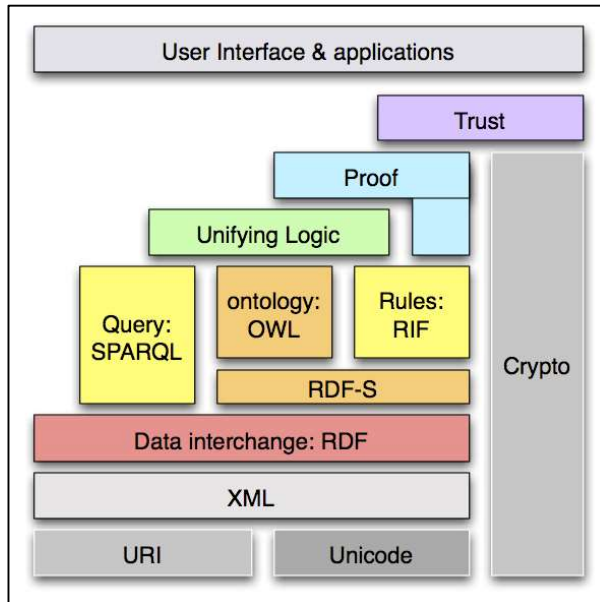 User Interface & applications
Trust
Proof
Unifying Logic
Query:
SPARQL
ontology:
OWL
Rules:
RIF
Crypto
RDF-S
Data interchange: RDF
XML
URI
Unicode